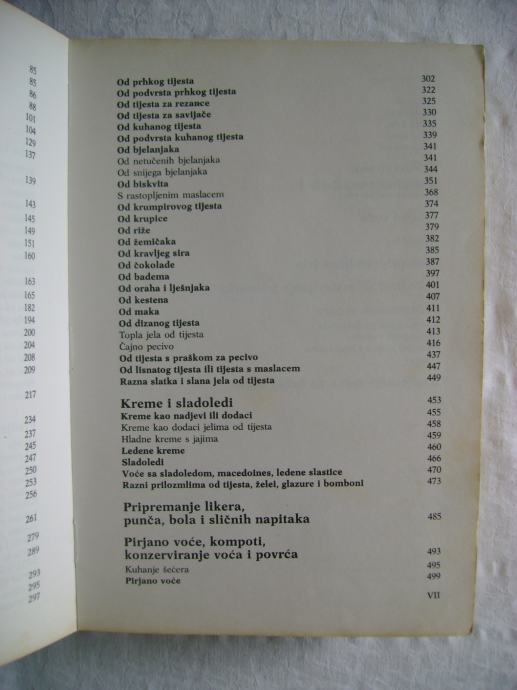 85
85
86
88
101
104
129
137
139
143
145
149
151
160
163
165
182
194
200
204
208
209
217
234
237
245
247
250
253
256
261
279
289
293
295
297
Od prhkog tijesta 302
Od podvrsta prhkog tijesta 322
Od tijesta za rezance 325
Od tijesta za savijače 330
Od kuhanog tijesta 335
Od podvrsta kuhanog tijesta 339
Od bjelanjaka 341
Od netučenih bjelanjaka 341
Od snijega bjelanjaka 344
Od biskvita 351
S rastopljenim maslacem 368
Od krumpirovog tijesta 374
Od krupice 377
Od riže 379
Od žemičaka 382
Od kravljeg sira 385
Od čokolade 387
Od badema 397
Od oraha i lješnjaka 401
Od kestena 407
Od maka 411
Od dizanog tijesta 412
Topla jela od tijesta 413
Čajno pecivo 416
Od tijesta s praškom za pecivo 437
Od lisnatog tijesta ili tijesta s maslacem 447
Razna slatka i slana jela od tijesta 449
Kreme i sladoledi 453
Kreme kao nadjevi ili dodaci 455
Kreme kao dodaci jelima od tijesta 458
Hladne kreme s jajima 459
Ledene kreme 460
Sladoledi 466
Voće sa sladoledom, macedoines, ledene slastice 470
Razni prilozmlima od tijesta, želei, glazure i bomboni 473
Pripremanje likera,
punča, bola i sličnih napitaka 485
Pirjano voće, kompoti,
konzerviranje voća i povrća 493
Kuhanje šećera 495
Pirjano voće 499
VII